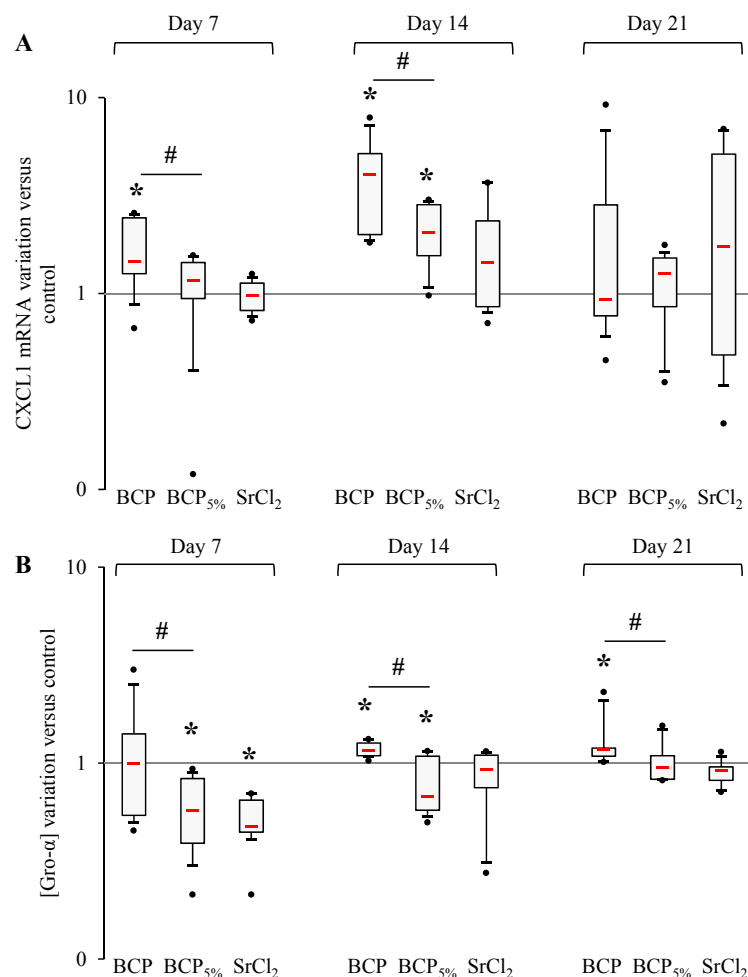 A
Day 7
Day 14
Day 21
CXCL1 mRNA variation versus
control
10
1
0
* # * # *
BCP BCP5% SrCl2 BCP BCP5% SrCl2 BCP BCP5% SrCl2
B
Day 7
Day 14
Day 21
[Gro-α] variation versus control
10
1
0
# * * * # * * #
BCP BCP5% SrCl2 BCP BCP5% SrCl2 BCP BCP5% SrCl2